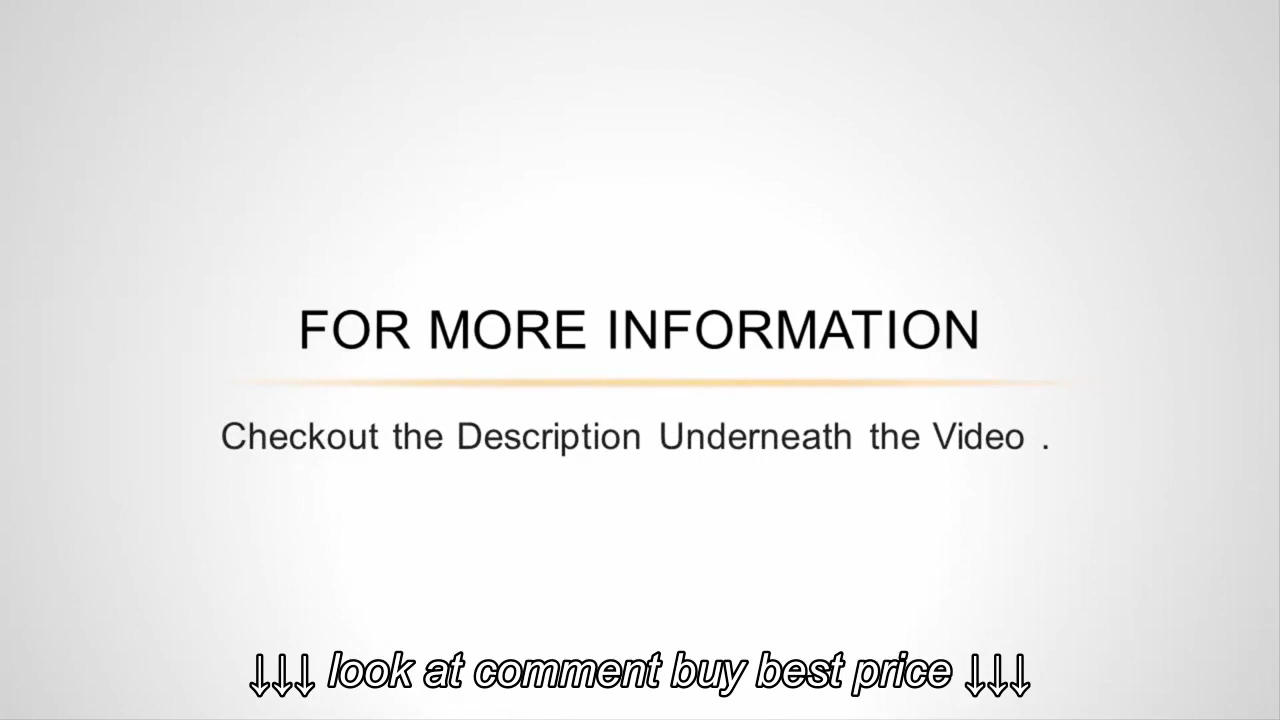 FOR MORE INFORMATION
Checkout the Description Underneath the Video .
↓↓↓ look at comment buy best price ↓↓↓